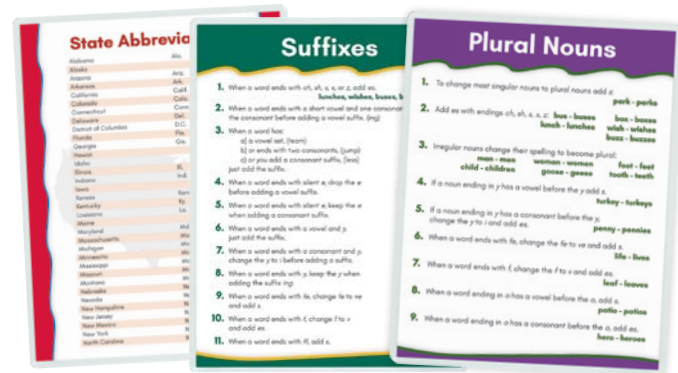 State Abbrevia
Alabama Ala.
Alaska
Arizona Ariz.
Arkansas Ark.
California Calif.
Colorado Colo.
Connecticut Conn.
Delaware Del.
District of Columbia D.C.
Florida Fla.
Georgia Ga.
Hawaii
Idaho
Illinois Ill.
Indiana Ind.
Iowa
Kansas
Kentucky Ky.
Louisiana La.
Maine
Maryland
Massachusetts
Michigan
Minnesota
Mississippi
Missouri
Montana
Nebraska
Nevada
New Hampshire
New Jersey
New Mexico
New York
North Carolina
Suffixes
1. When a word ends with ch, sh, s, x, or z, add es.
lunches, wishes, buses, b
2. When a word ends with a short vowel and one consonan
the consonant before adding a vowel suffix. (ing)
3. When a word has:
a) a vowel set, (team)
b) or ends with two consonants, (jump)
c) or you add a consonant suffix, (less)
just add the suffix.
4. When a word ends with silent e, drop the e
before adding a vowel suffix.
5. When a word ends with silent e, keep the e
when adding a consonant suffix.
6. When a word ends with a vowel and y,
just add the suffix.
7. When a word ends with a consonant and y,
change the y to i before adding a suffix.
8. When a word ends with y, keep the y when
adding the suffix ing.
9. When a word ends with fe, change fe to ve
and add s.
10. When a word ends with f, change f to v
and add es.
11. When a word ends with ff, add s.
Plural Nouns
1. To change most singular nouns to plural nouns add s.
park - parks
2. Add es with endings ch, sh, s, x, z: bus - buses box - boxes
lunch - lunches wish - wishes
buzz - buzzes
3. Irregular nouns change their spelling to become plural:
man - men woman - women foot - feet
child - children goose - geese tooth - teeth
4. If a noun ending in y has a vowel before the y add s.
turkey - turkeys
5. If a noun ending in y has a consonant before the y,
change the y to i and add es.
penny - pennies
6. When a word ends with fe, change the fe to ve and add s.
life - lives
7. When a word ends with f, change the f to v and add es.
leaf - leaves
8. When a word ending in o has a vowel before the o, add s.
patio - patios
9. When a word ending in o has a consonant before the o, add es.
hero - heroes